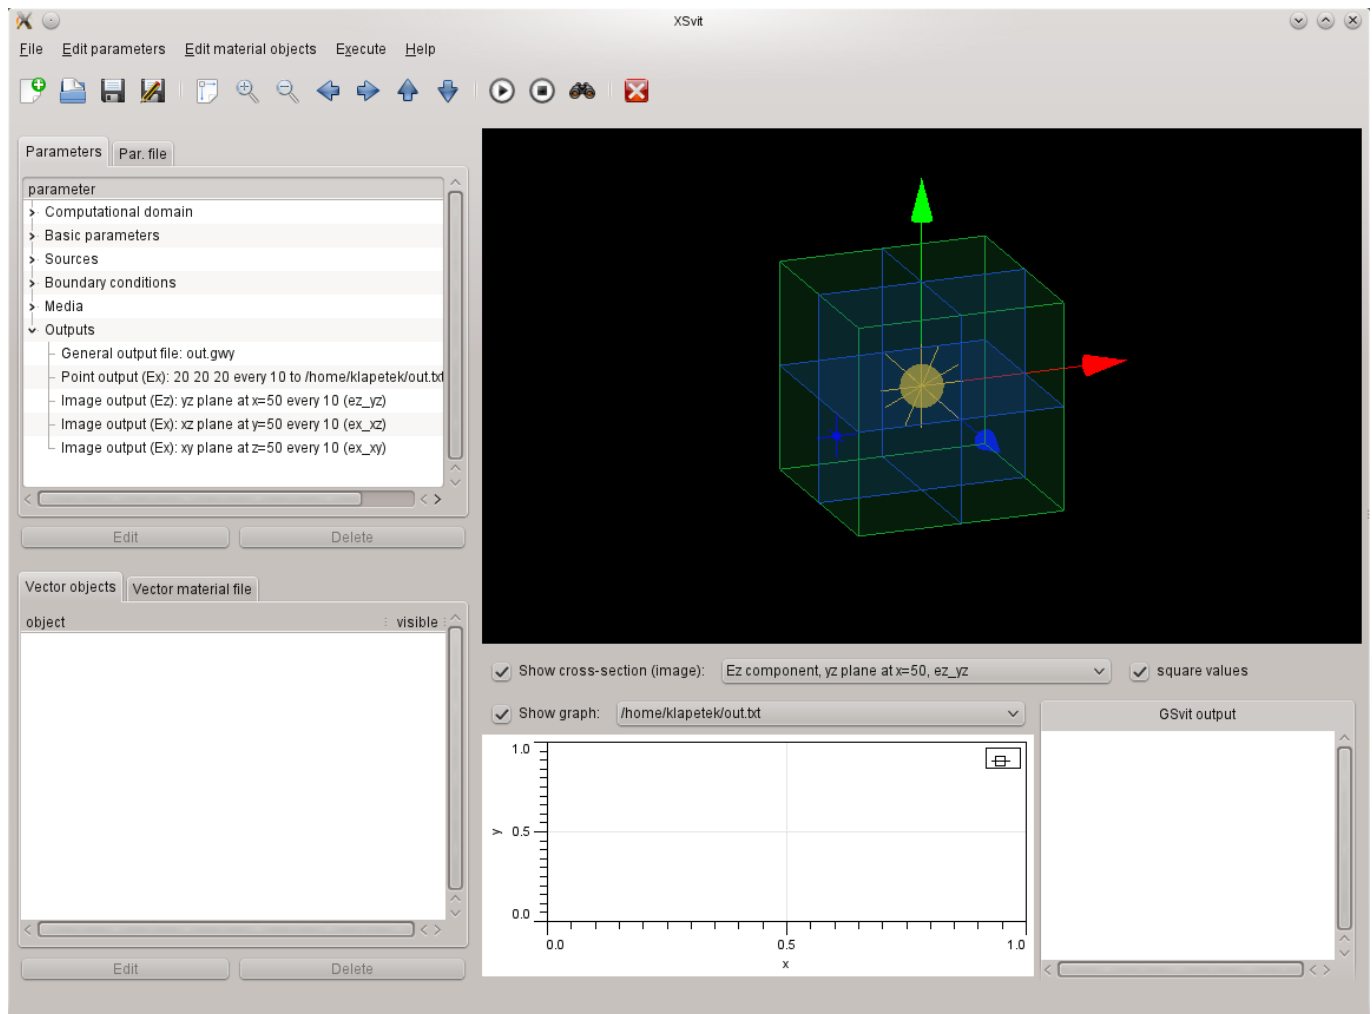 XSvit
File Edit parameters Edit material objects Execute Help
Parameters Par. file
parameter
Computational domain
Basic parameters
Sources
Boundary conditions
Media
Outputs
General output file: out.gwy
Point output (Ex): 20 20 20 every 10 to /home/klapetek/out.txt
Image output (Ez): yz plane at x=50 every 10 (ez_yz)
Image output (Ex): xz plane at y=50 every 10 (ex_xz)
Image output (Ex): xy plane at z=50 every 10 (ex_xy)
Edit Delete
Vector objects Vector material file
object visible
Edit Delete
Show cross-section (image): Ez component, yz plane at x=50, ez_yz square values
Show graph: /home/klapetek/out.txt
GSvit output
1.0
y 0.5
0.0
0.0 0.5 1.0
x